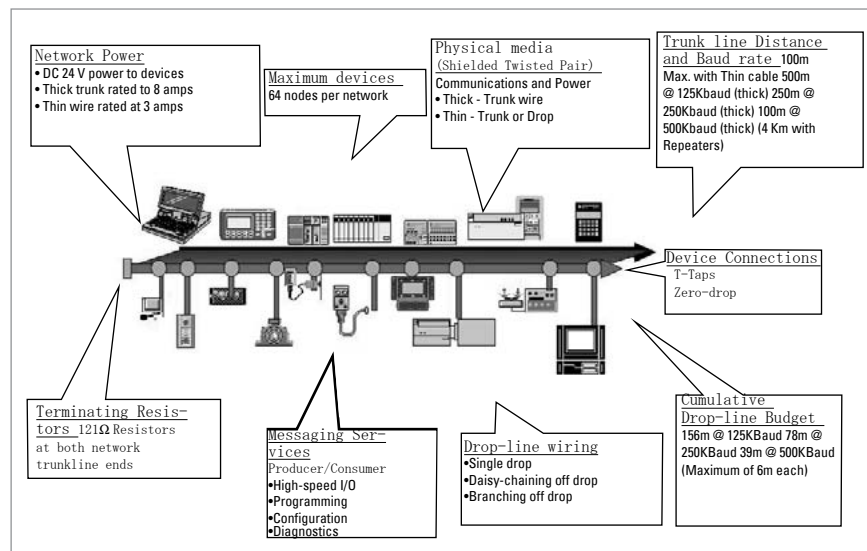 Network Power
• DC 24 V power to devices
• Thick trunk rated to 8 amps
• Thin wire rated at 3 amps
Maximum devices
64 nodes per network
Physical media
(Shielded Twisted Pair)
Communications and Power
• Thick - Trunk wire
• Thin - Trunk or Drop
Trunk line Distance
and Baud rate 100m
Max. with Thin cable 500m
@ 125Kbaud (thick) 250m @
250Kbaud (thick) 100m @
500Kbaud (thick) (4 Km with
Repeaters)
Device Connections
T-Taps
Zero-drop
Terminating Resis-
tors 121Ω Resistors
at both network
trunkline ends
Messaging Ser-
vices
Producer/Consumer
•High-speed I/O
•Programming
•Configuration
•Diagnostics
Drop-line wiring
•Single drop
•Daisy-chaining off drop
•Branching off drop
Cumulative
Drop-line Budget
156m @ 125KBaud 78m @
250KBaud 39m @ 500KBaud
(Maximum of 6m each)